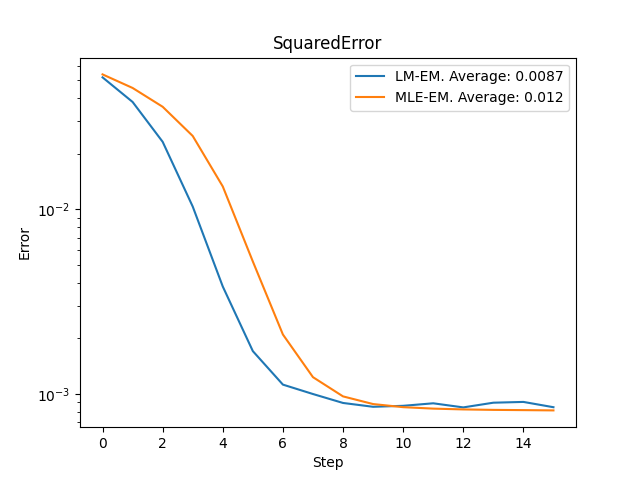 SquaredError
LM-EM. Average: 0.0087
MLE-EM. Average: 0.012
10⁻²
10⁻³
Error
0 2 4 6 8 10 12 14
Step